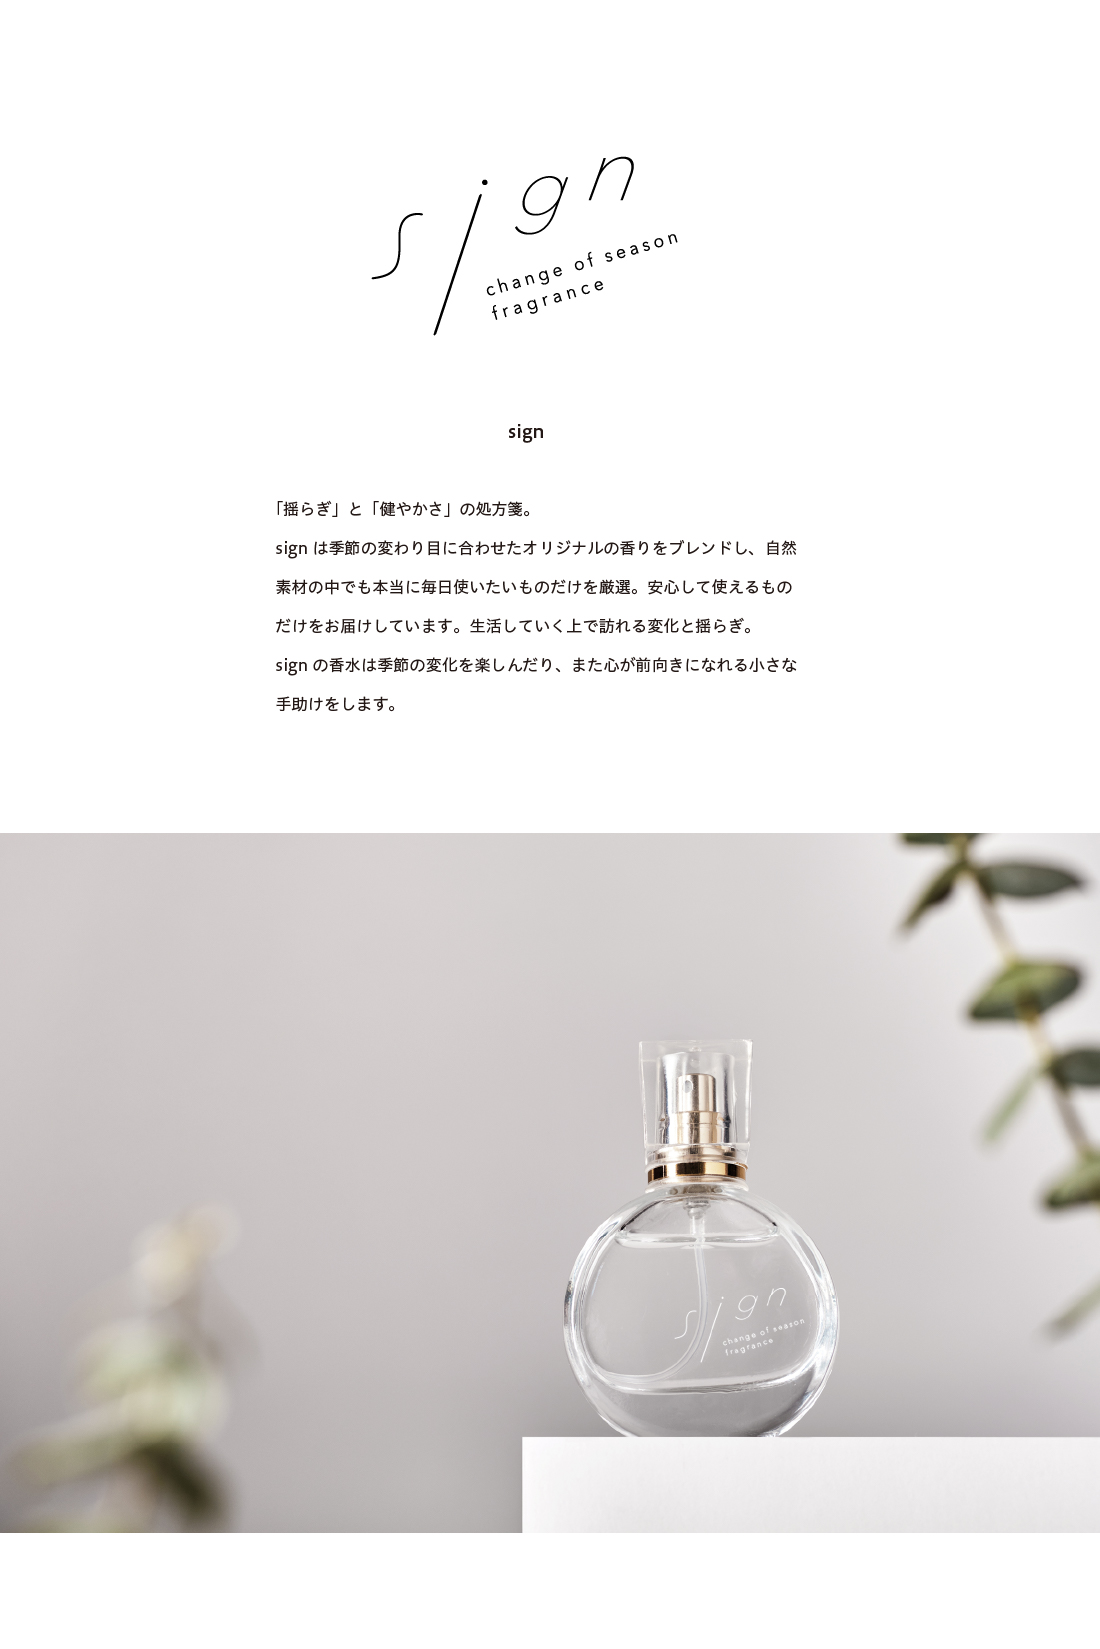 sign
change of season
fragrance
sign
「揺らぎ」と「健やかさ」の処方箋。
sign は季節の変わり目に合わせたオリジナルの香りをブレンドし、自然
素材の中でも本当に毎日使いたいものだけを厳選。安心して使えるもの
だけをお届けしています。生活していく上で訪れる変化と揺らぎ。
sign の香水は季節の変化を楽しんだり、また心が前向きになれる小さな
手助けをします。
sign
change of season
fragrance